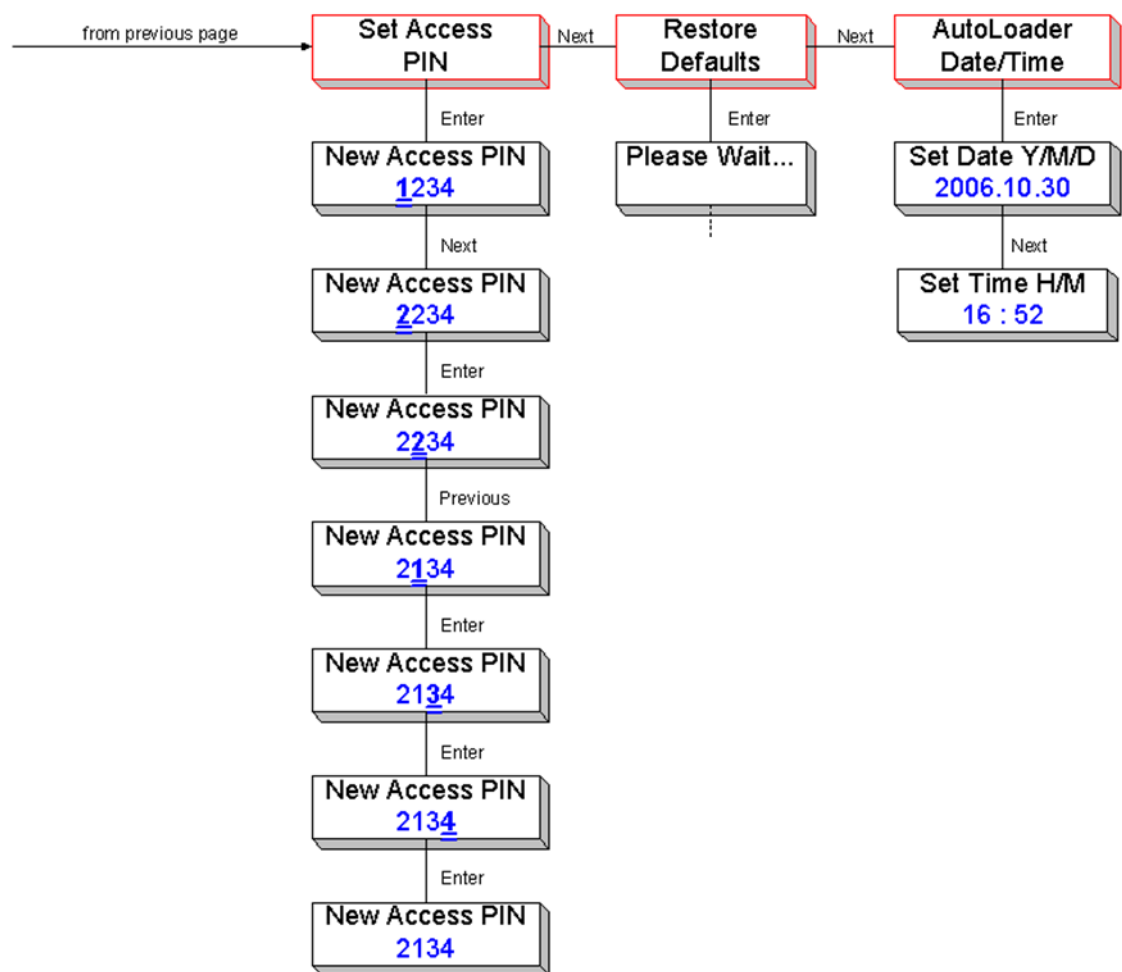 from previous page
Set Access
PIN
Next
Restore
Defaults
Next
AutoLoader
Date/Time
Enter
Enter
Enter
New Access PIN
1234
Please Wait...
Set Date Y/M/D
2006.10.30
Next
Next
New Access PIN
2234
Set Time H/M
16 : 52
Enter
New Access PIN
2234
Previous
New Access PIN
2134
Enter
New Access PIN
2134
Enter
New Access PIN
2134
Enter
New Access PIN
2134